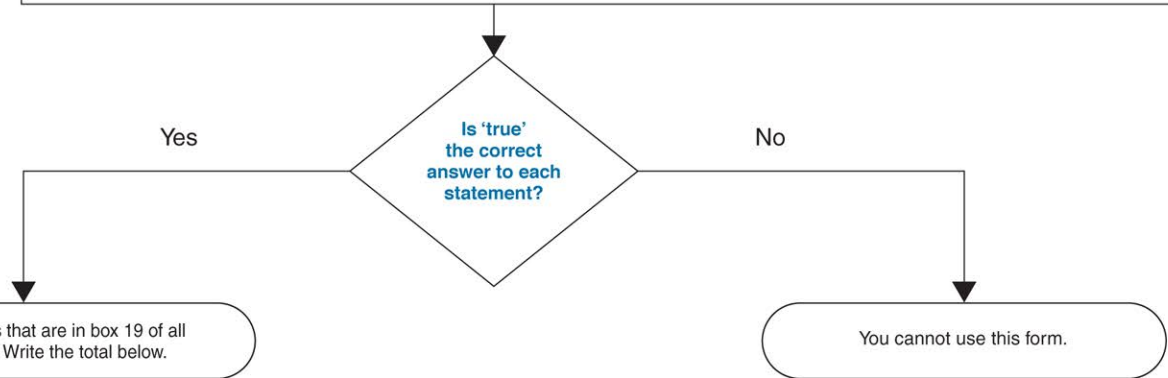 Yes
No
Is ‘true’
the correct
answer to each
statement?
that are in box 19 of all
Write the total below.
You cannot use this form.